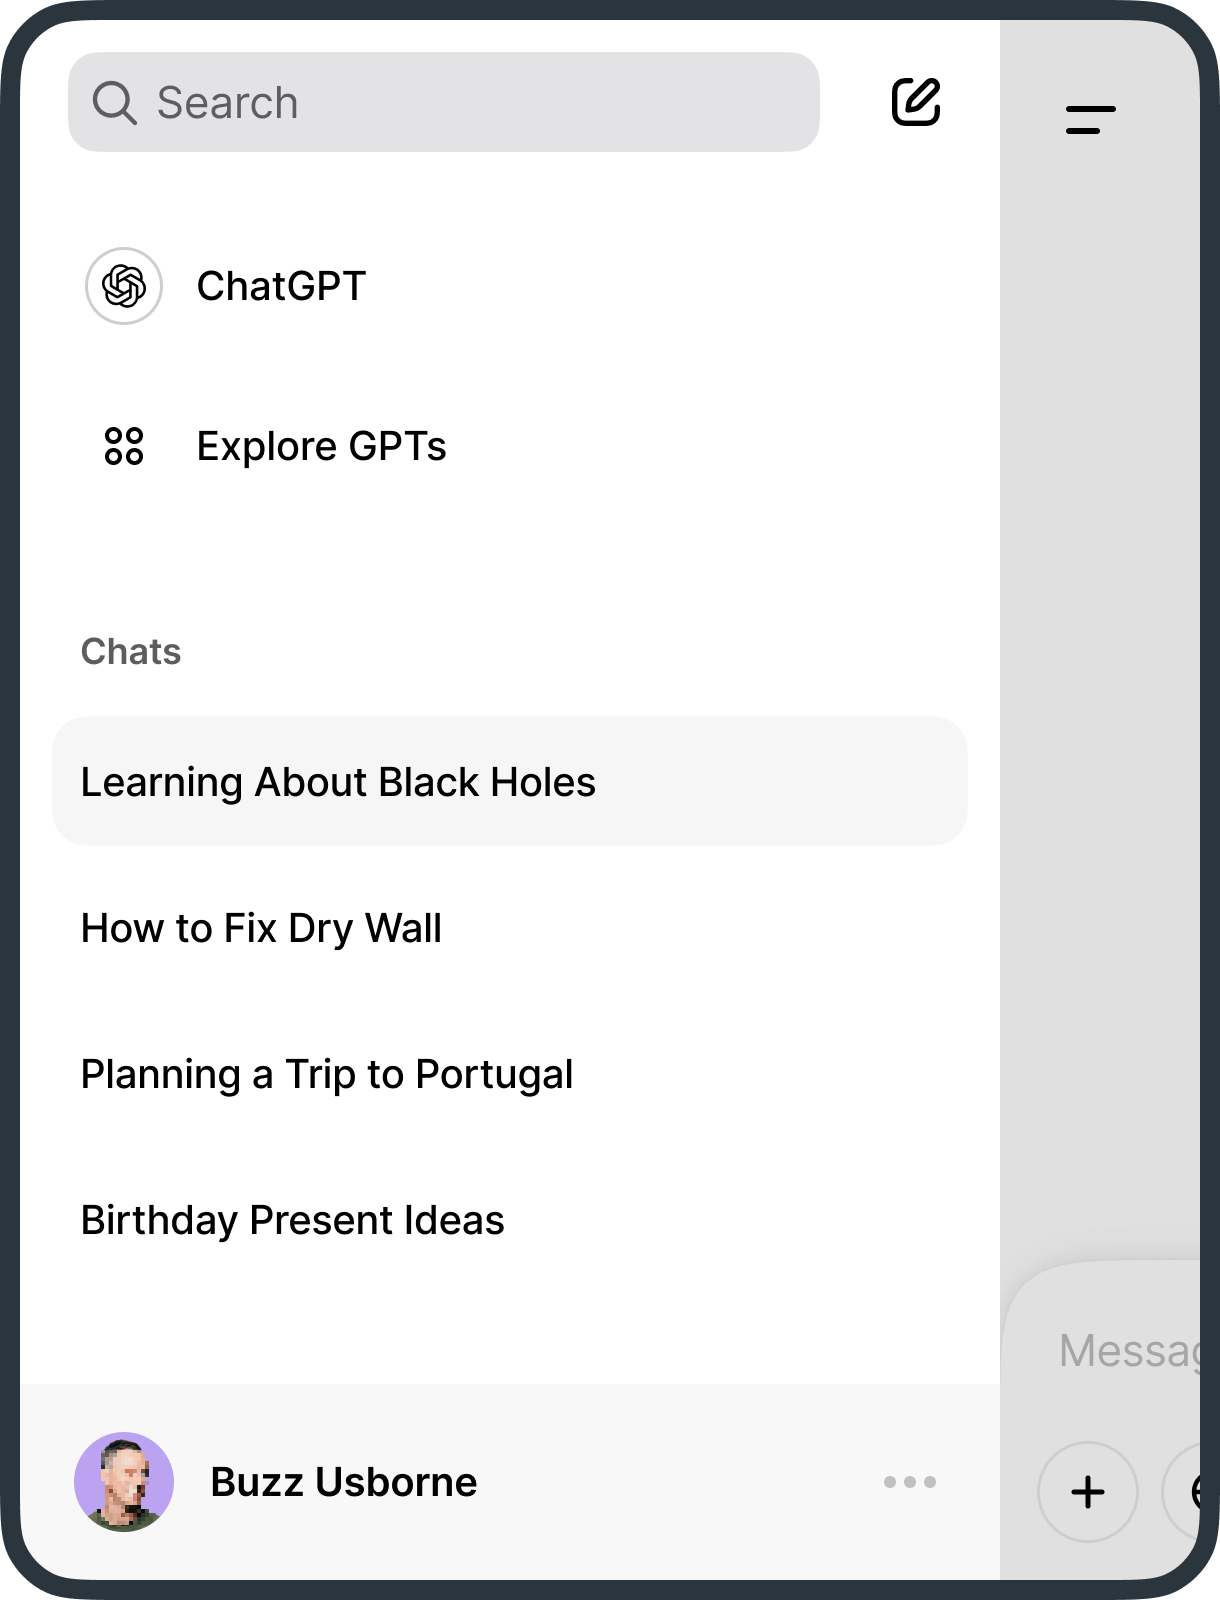 Search
ChatGPT
Explore GPTs
Chats
Learning About Black Holes
How to Fix Dry Wall
Planning a Trip to Portugal
Birthday Present Ideas
Messag
Buzz Usborne